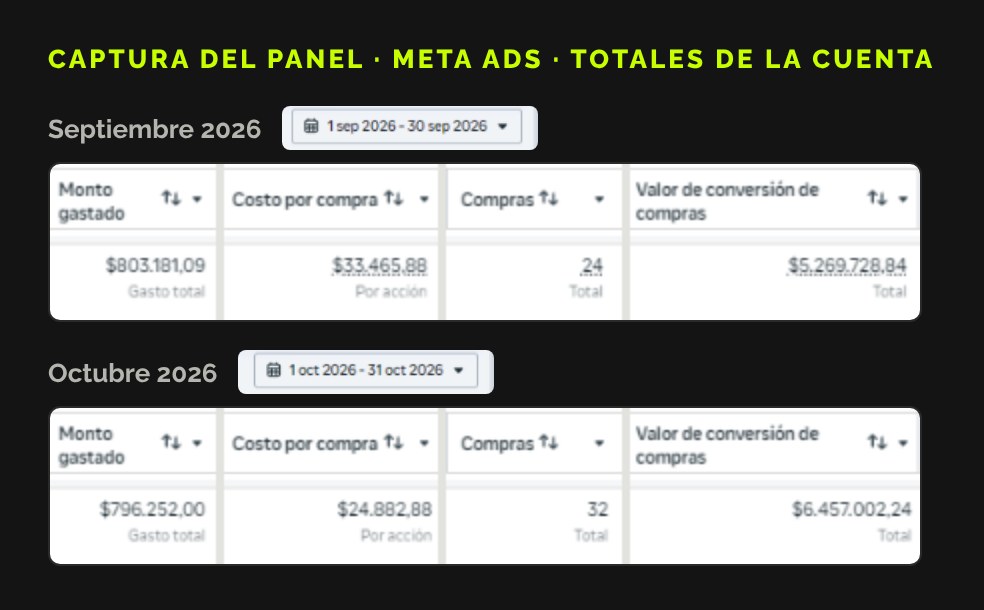 CAPTURA DEL PANEL · META ADS · TOTALES DE LA CUENTA
Septiembre 2026 1 sep 2026 - 30 sep 2026
Monto gastado Costo por compra Compras Valor de conversión de compras
$803.181,09 $33.465,88 24 $5.269.728,84
Gasto total Por acción Total Total
Octubre 2026 1 oct 2026 - 31 oct 2026
Monto gastado Costo por compra Compras Valor de conversión de compras
$796.252,00 $24.882,88 32 $6.457.002,24
Gasto total Por acción Total Total